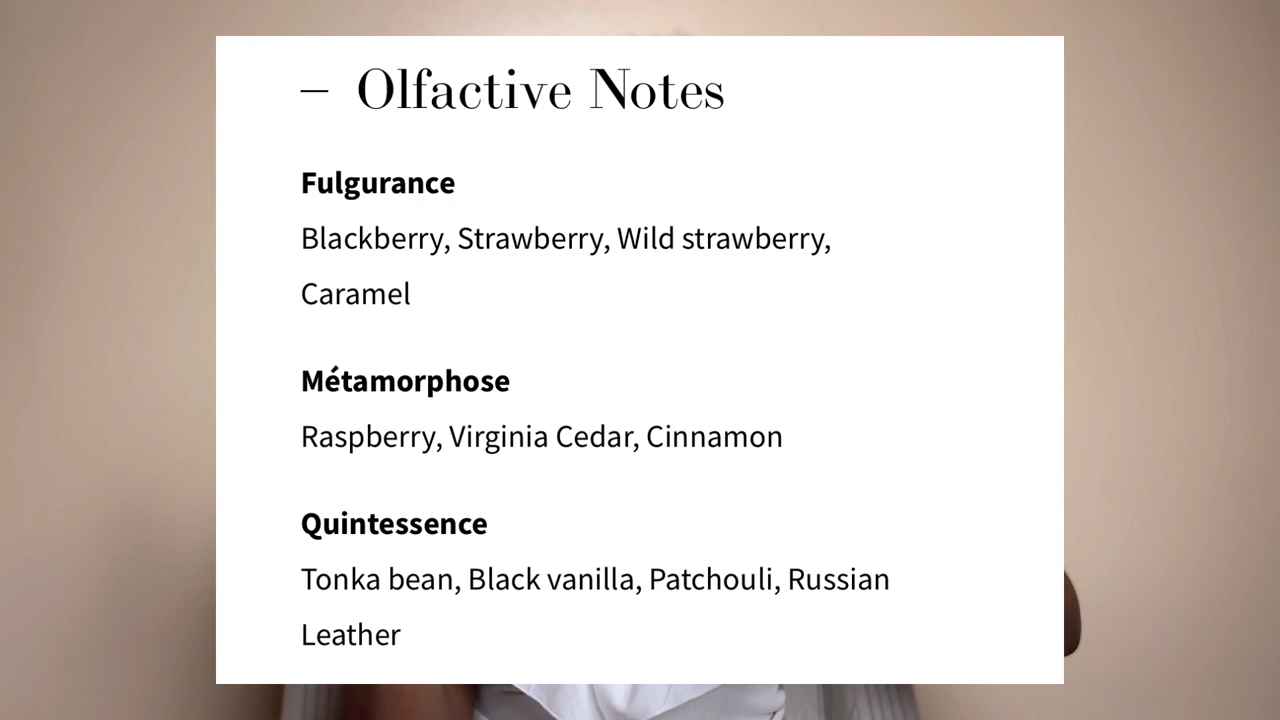 – Olfactive Notes
Fulgurance
Blackberry, Strawberry, Wild strawberry,
Caramel
Métamorphose
Raspberry, Virginia Cedar, Cinnamon
Quintessence
Tonka bean, Black vanilla, Patchouli, Russian
Leather